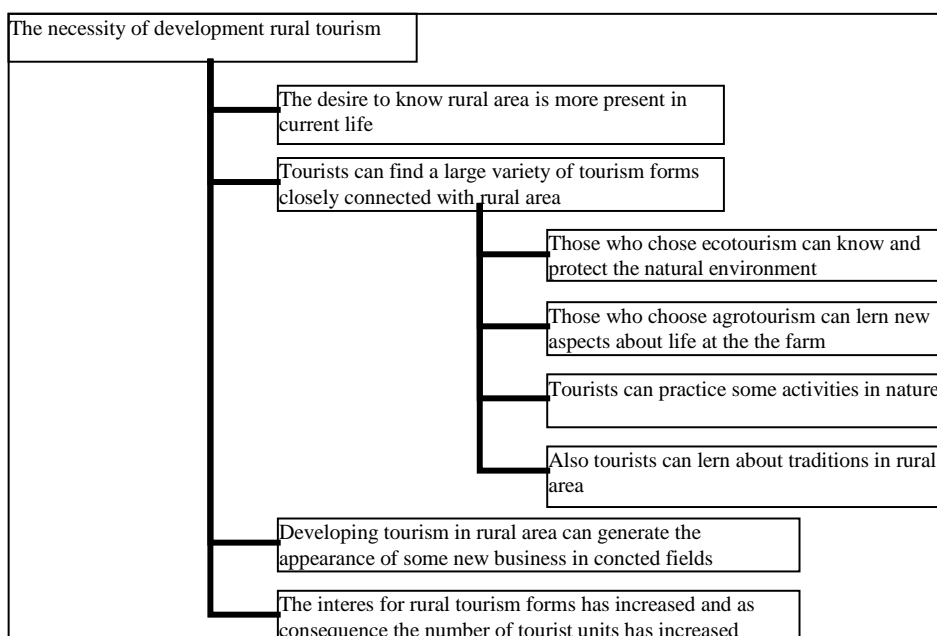 The necessity of development rural tourism
The desire to know rural area is more present in
current life
Tourists can find a large variety of tourism forms
closely connected with rural area
Those who chose ecotourism can know and
protect the natural environment
Those who choose agrotourism can lern new
aspects about life at the the farm
Tourists can practice some activities in nature
Also tourists can lern about traditions in rural
area
Developing tourism in rural area can generate the
appearance of some new business in concted fields
The interes for rural tourism forms has increased and as
consequence the number of tourist units has increased